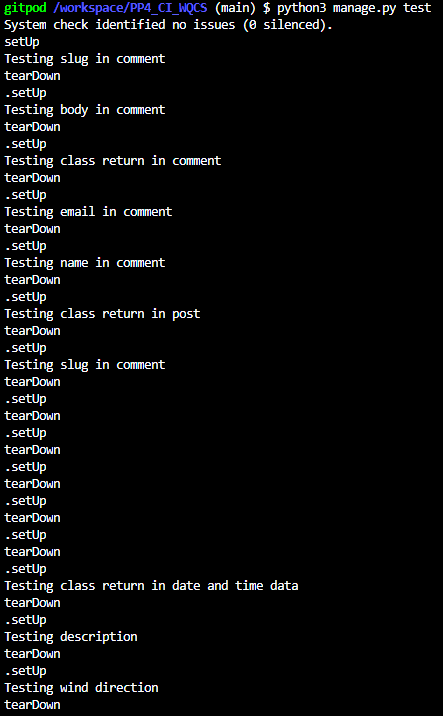 gitpod /workspace/PP4_CI_WQCS (main) $ python3 manage.py test
System check identified no issues (0 silenced).
setUp
Testing slug in comment
tearDown
.setUp
Testing body in comment
tearDown
.setUp
Testing class return in comment
tearDown
.setUp
Testing email in comment
tearDown
.setUp
Testing name in comment
tearDown
.setUp
Testing class return in post
tearDown
.setUp
Testing slug in comment
tearDown
.setUp
tearDown
.setUp
tearDown
.setUp
tearDown
.setUp
tearDown
.setUp
tearDown
.setUp
Testing class return in date and time data
tearDown
.setUp
Testing description
tearDown
.setUp
Testing wind direction
tearDown